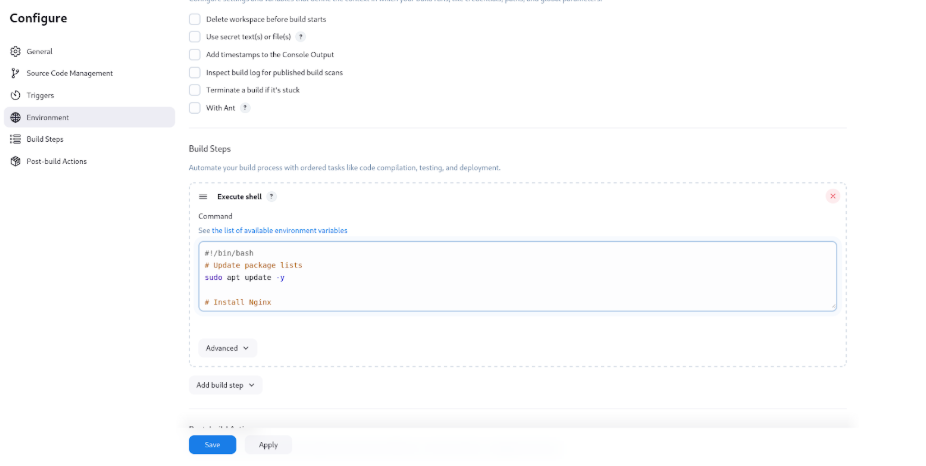 Configure
General
Source Code Management
Triggers
Environment
Build Steps
Post-build Actions
Delete workspace before build starts
Use secret text(s) or file(s) ?
Add timestamps to the Console Output
Inspect build log for published build scans
Terminate a build if it's stuck
With Ant ?
Build Steps
Automate your build process with ordered tasks like code compilation, testing, and deployment.
Execute shell ?
Command
See the list of available environment variables
#!/bin/bash
# Update package lists
sudo apt update -y
# Install Nginx
Advanced
Add build step
Save
Apply